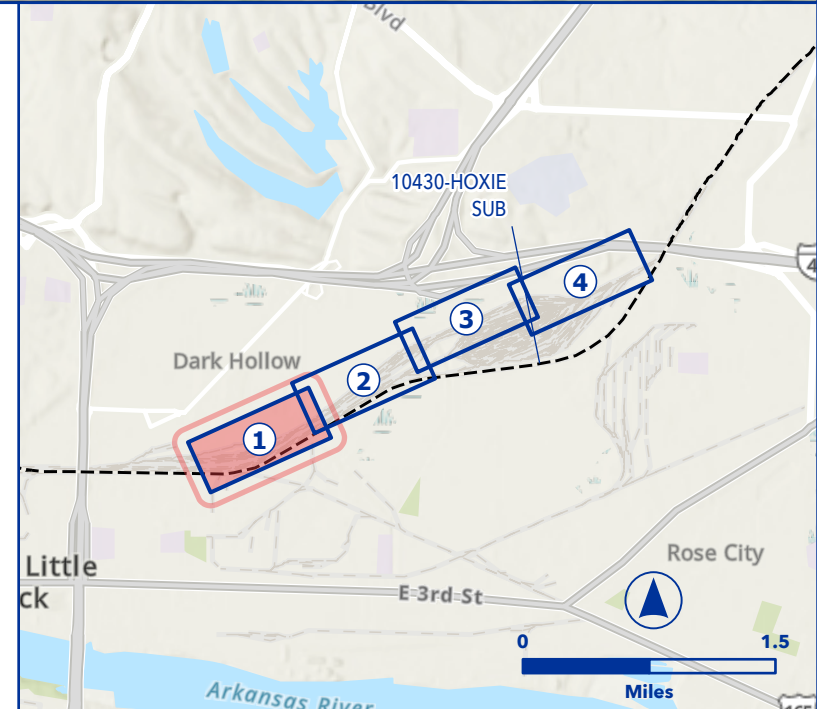 Blvd
10430-HOXIE
SUB
4
4
3
Dark Hollow
2
1
Rose City
Little
ck
E 3rd St
0
1.5
Miles
Arkansas River
165